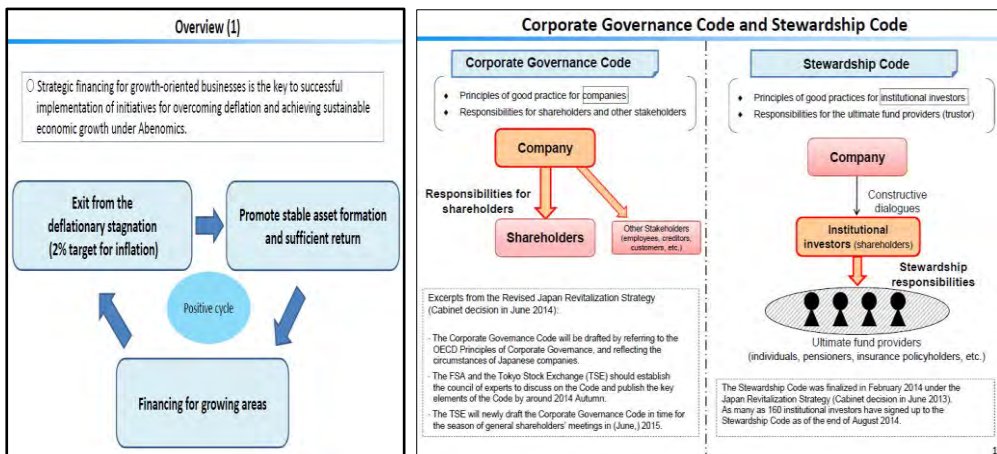 Overview (1)
○ Strategic financing for growth-oriented businesses is the key to successful
implementation of initiatives for overcoming deflation and achieving sustainable
economic growth under Abenomics.
Exit from the
deflationary stagnation
(2% target for inflation)
Promote stable asset formation
and sufficient return
Positive cycle
Financing for growing areas
Corporate Governance Code and Stewardship Code
Corporate Governance Code
♦ Principles of good practice for companies
♦ Responsibilities for shareholders and other stakeholders
Company
Responsibilities for
shareholders
Shareholders
Other Stakeholders
(employees, creditors,
customers, etc.)
Excerpts from the Revised Japan Revitalization Strategy
(Cabinet decision in June 2014):
- The Corporate Governance Code will be drafted by referring to the
OECD Principles of Corporate Governance, and reflecting the
circumstances of Japanese companies.
- The FSA and the Tokyo Stock Exchange (TSE) should establish
the council of experts to discuss on the Code and publish the key
elements of the Code by around 2014 Autumn.
- The TSE will newly draft the Corporate Governance Code in time for
the season of general shareholders' meetings in (June,) 2015.
Stewardship Code
♦ Principles of good practices for institutional investors
♦ Responsibilities for the ultimate fund providers (trustor)
Company
Constructive
dialogues
Institutional
investors (shareholders)
Stewardship
responsibilities
Ultimate fund providers
(individuals, pensioners, insurance policyholders, etc.)
The Stewardship Code was finalized in February 2014 under the
Japan Revitalization Strategy (Cabinet decision in June 2013).
As many as 160 institutional investors have signed up to the
Stewardship Code as of the end of August 2014.
1